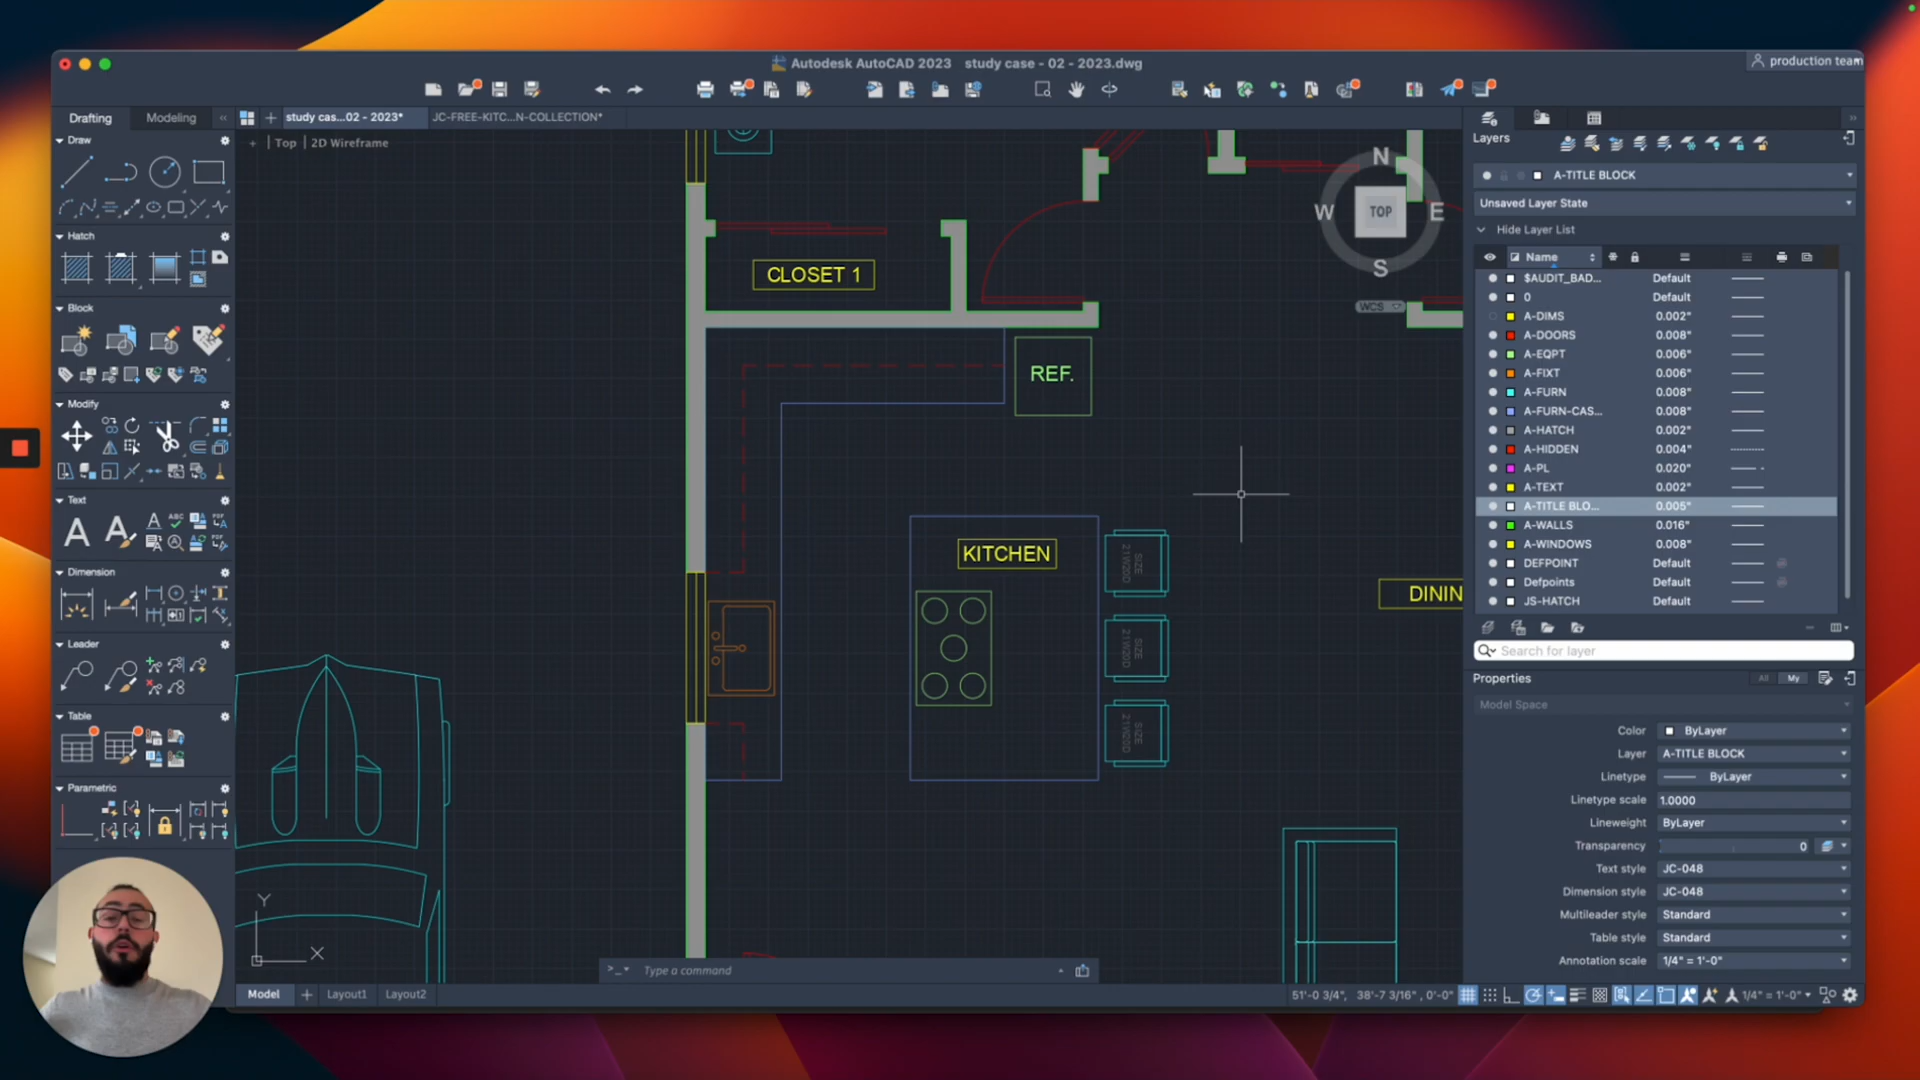 Autodesk AutoCAD 2023 study case - 02 - 2023.dwg
production team
Drafting
Modeling
study cas...02 - 2023*
JC-FREE-KITC...N-COLLECTION*
Top
2D Wireframe
Draw
Hatch
Block
Modify
Text
Dimension
Leader
Table
Parametric
CLOSET 1
REF.
KITCHEN
SIZE
21W20D
SIZE
21W20D
SIZE
21W20D
DININ
N
W
TOP
E
S
WCS
Y
X
Type a command
Model
Layout1
Layout2
51'-0 3/4", 38'-7 3/16", 0'-0"
1/4" = 1'-0"
Layers
A-TITLE BLOCK
Unsaved Layer State
Hide Layer List
Name
$AUDIT_BAD... Default
0 Default
A-DIMS 0.002"
A-DOORS 0.008"
A-EQPT 0.006"
A-FIXT 0.006"
A-FURN 0.008"
A-FURN-CAS... 0.008"
A-HATCH 0.002"
A-HIDDEN 0.004"
A-PL 0.020"
A-TEXT 0.002"
A-TITLE BLO... 0.005"
A-WALLS 0.016"
A-WINDOWS 0.008"
DEFPOINT Default
Defpoints Default
JS-HATCH Default
Search for layer
Properties
All
My
Model Space
Color ByLayer
Layer A-TITLE BLOCK
Linetype ByLayer
Linetype scale 1.0000
Lineweight ByLayer
Transparency 0
Text style JC-048
Dimension style JC-048
Multileader style Standard
Table style Standard
Annotation scale 1/4" = 1'-0"